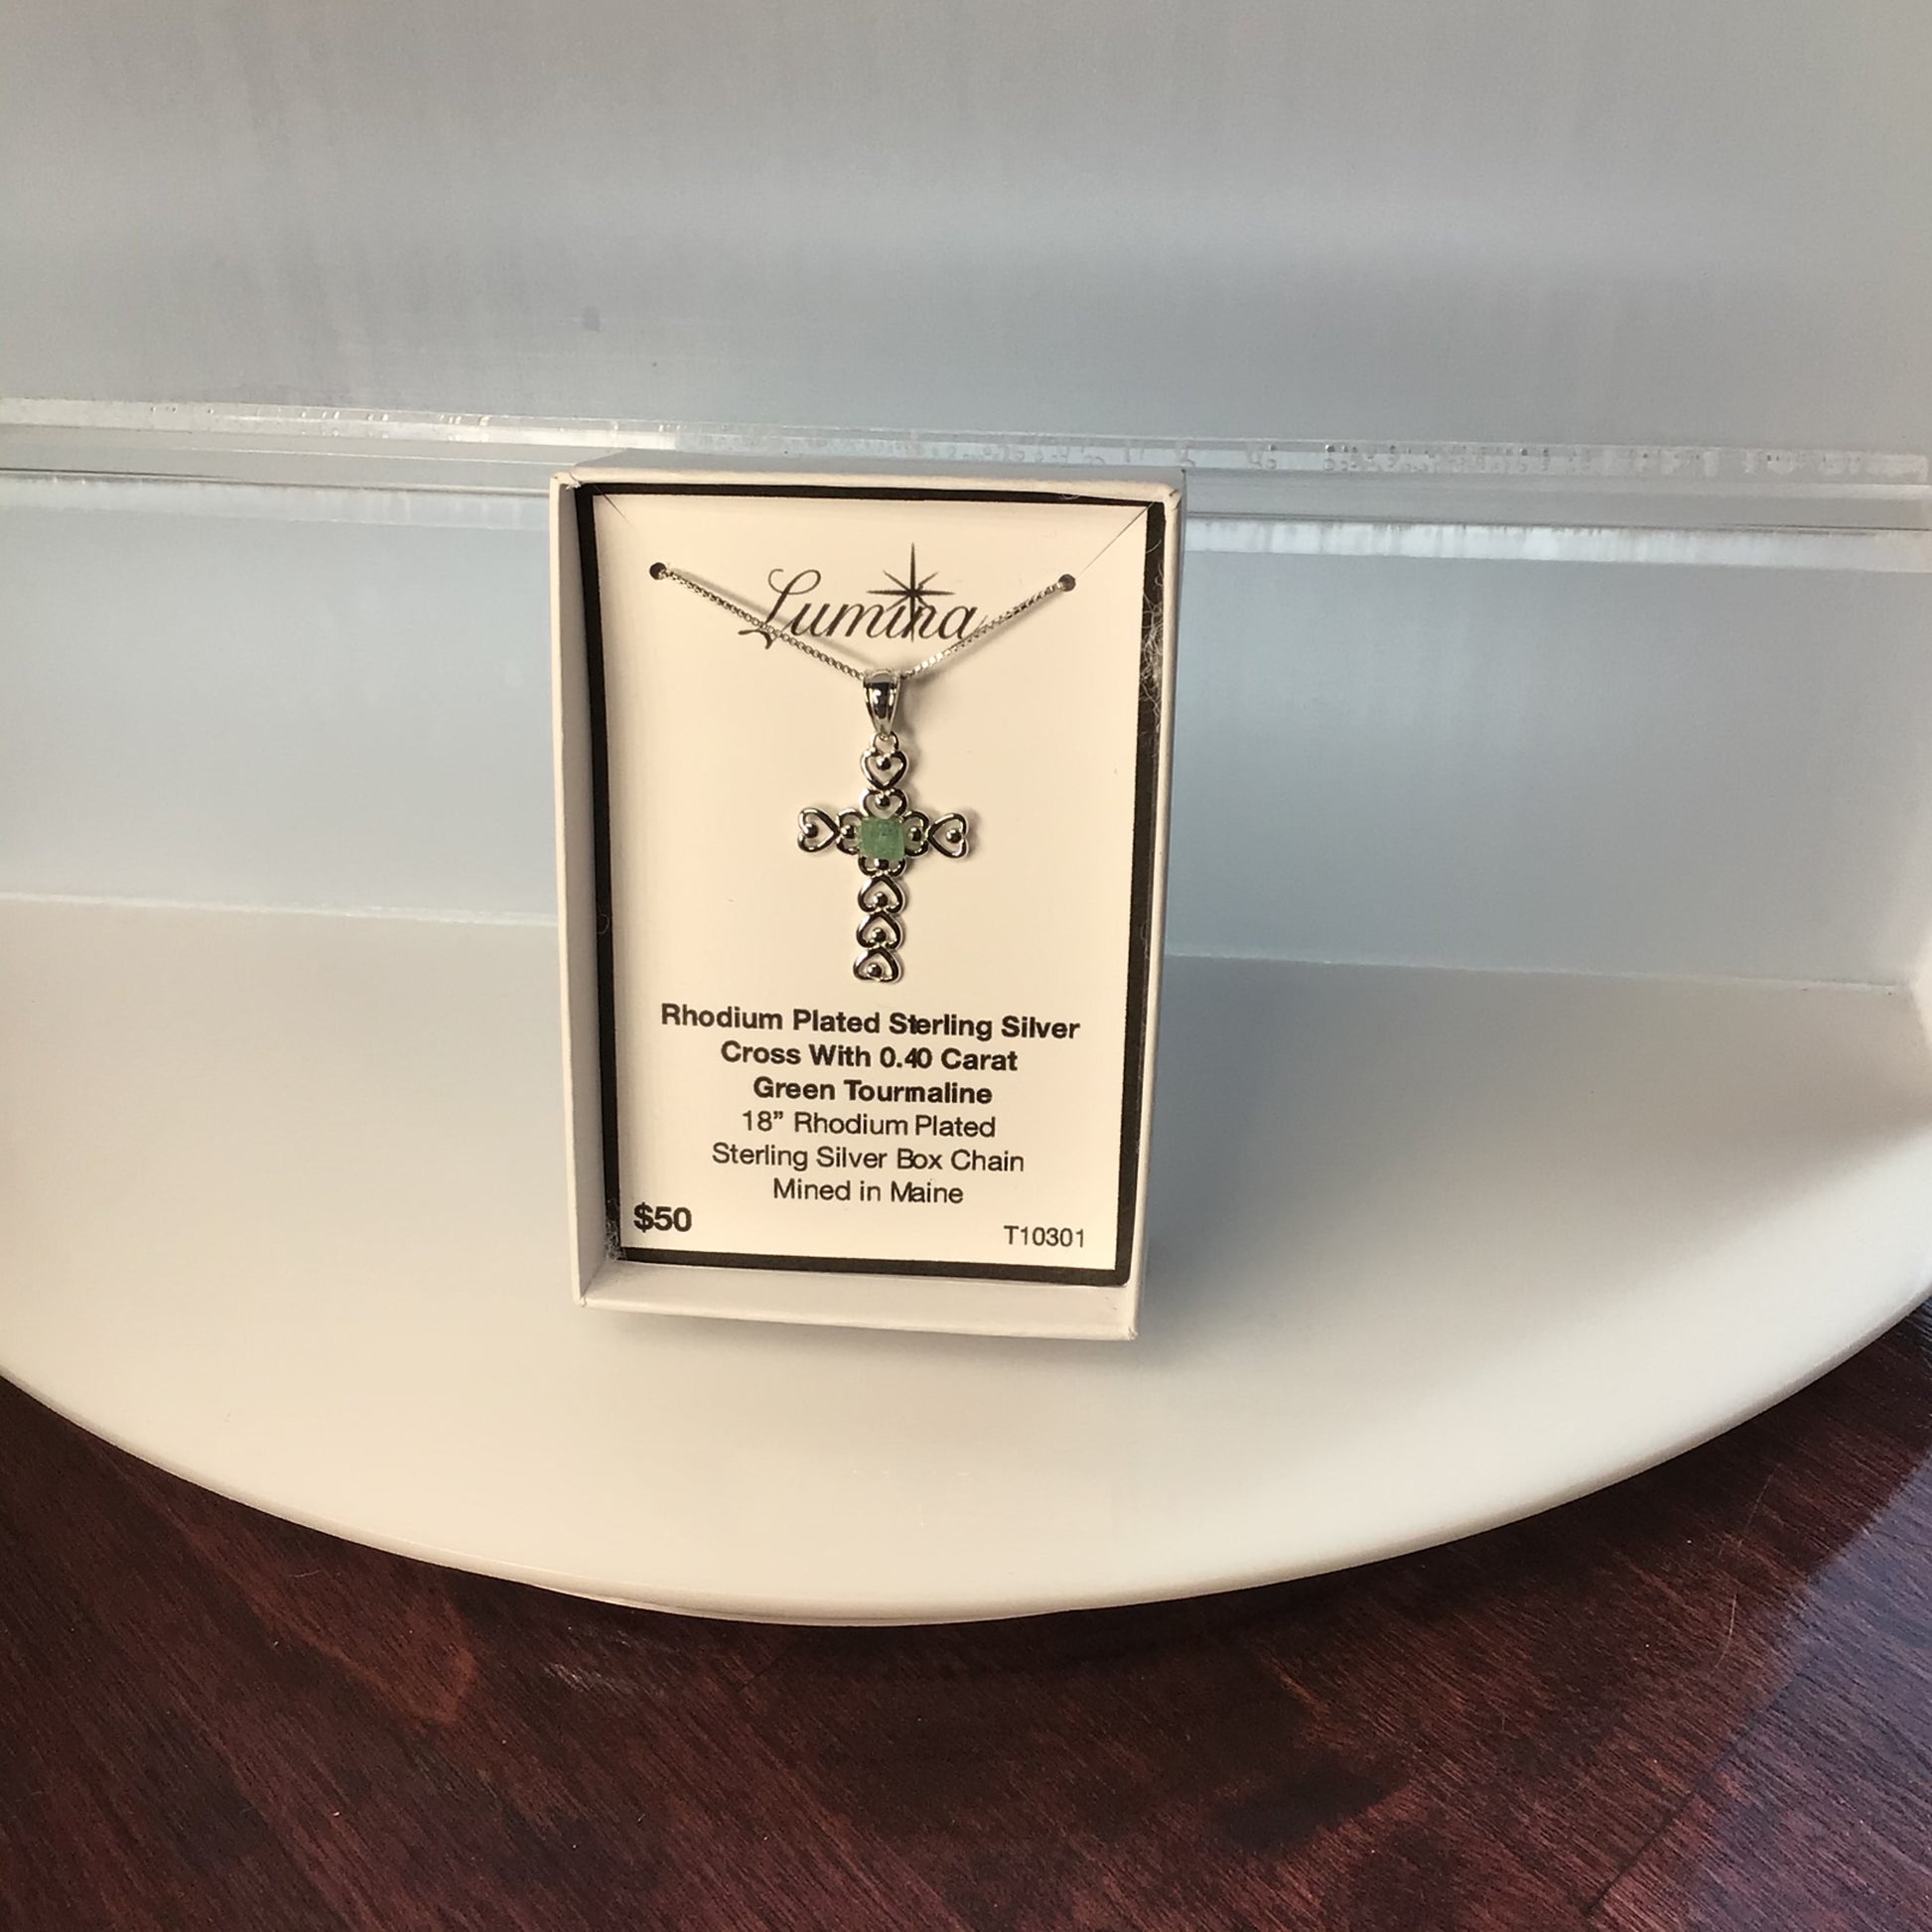 Lumina
Rhodium Plated Sterling Silver
Cross With 0.40 Carat
Green Tourmaline
18” Rhodium Plated
Sterling Silver Box Chain
Mined in Maine
$50
T10301